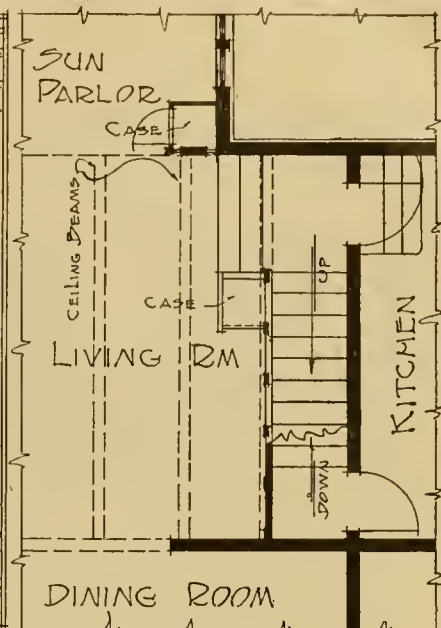 SUN
PARLOR
CASE
CEILING BEAMS
UP
CASE
LIVING RM
KITCHEN
DOWN
DINING ROOM